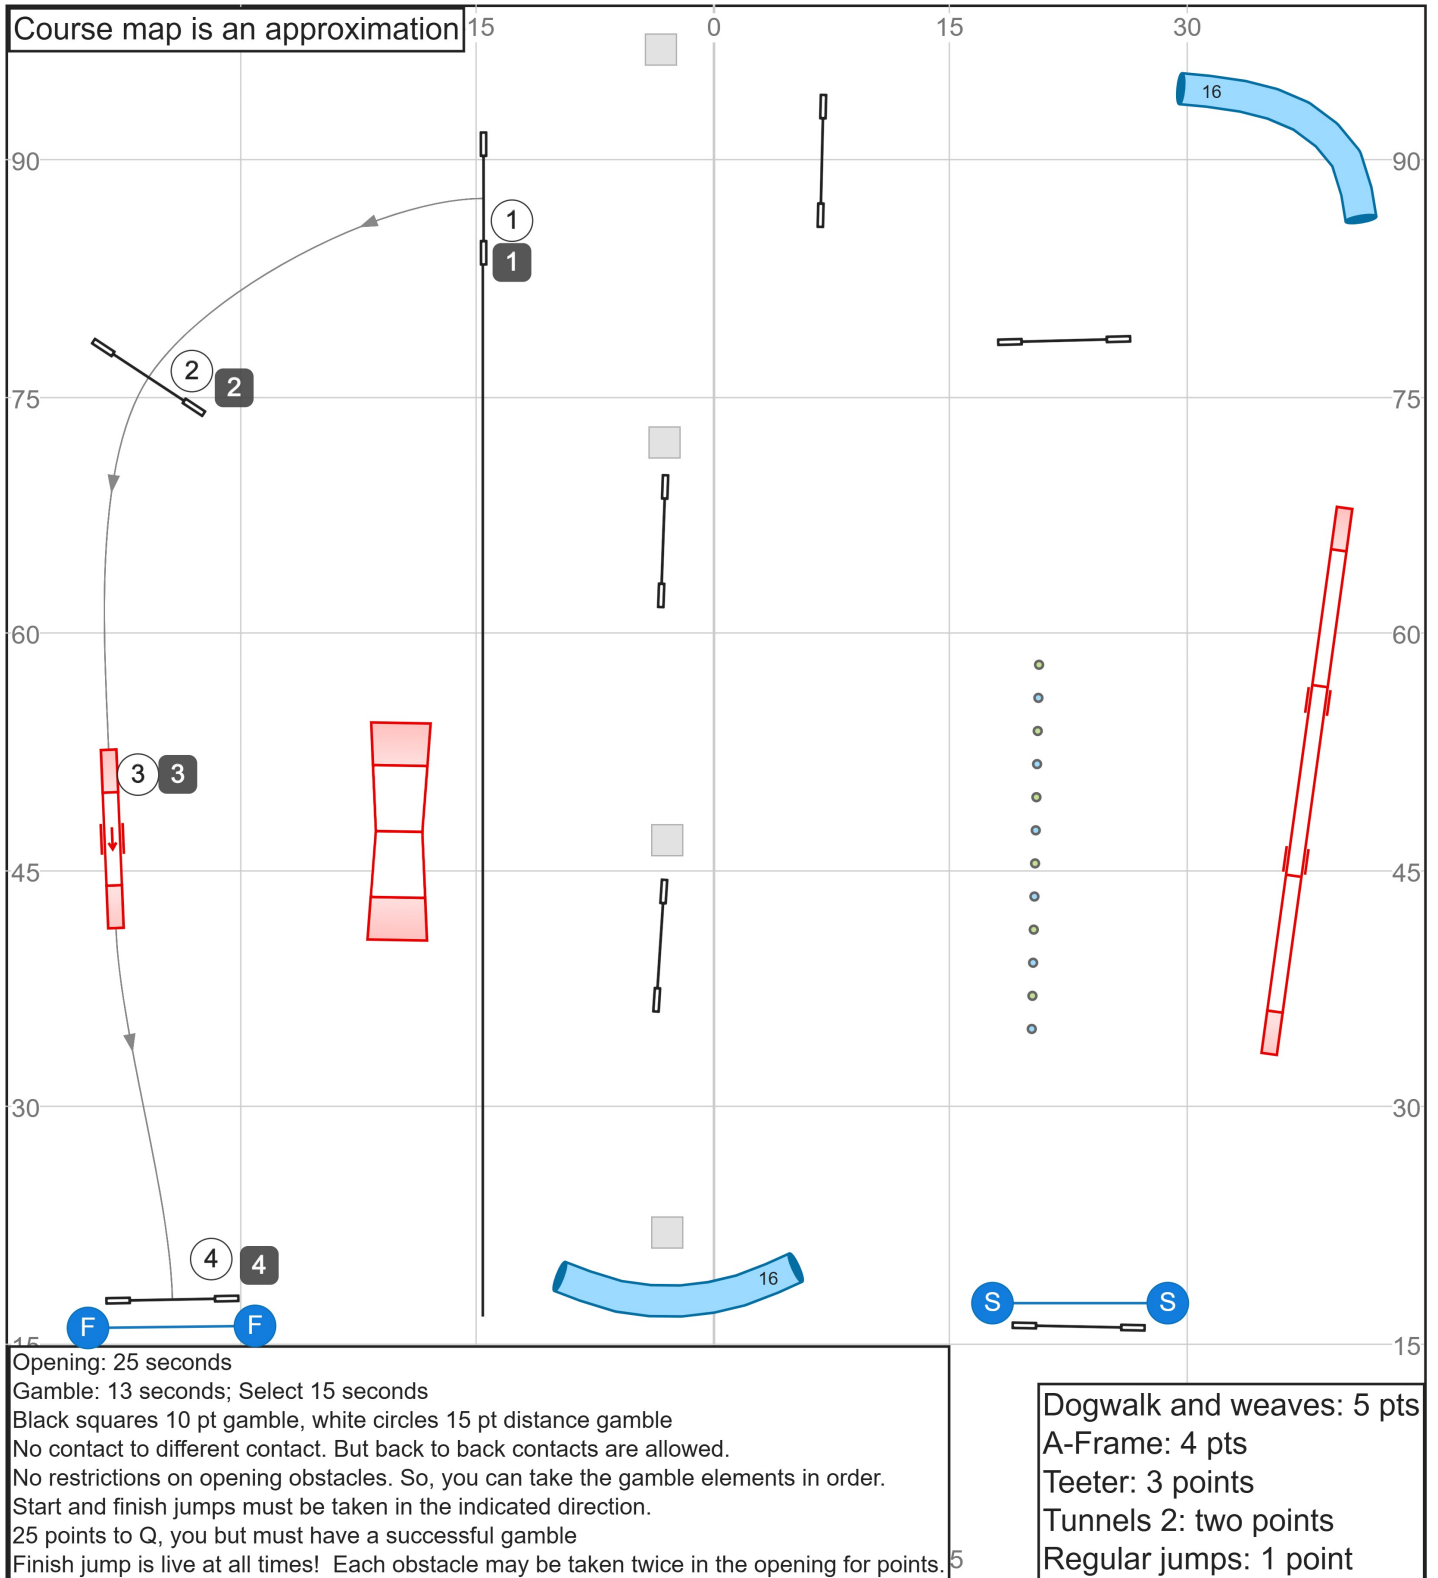 Course map is an approximation
15
0
15
30
16
90
90
1
1
2
2
75
75
60
60
3
3
45
45
30
30
4
4
16
S
S
F
F
15
15
Opening: 25 seconds
Gamble: 13 seconds; Select 15 seconds
Black squares 10 pt gamble, white circles 15 pt distance gamble
No contact to different contact. But back to back contacts are allowed.
No restrictions on opening obstacles. So, you can take the gamble elements in order.
Start and finish jumps must be taken in the indicated direction.
25 points to Q, you but must have a successful gamble
Finish jump is live at all times!  Each obstacle may be taken twice in the opening for points.
5
Dogwalk and weaves: 5 pts
A-Frame: 4 pts
Teeter: 3 points
Tunnels 2: two points
Regular jumps: 1 point